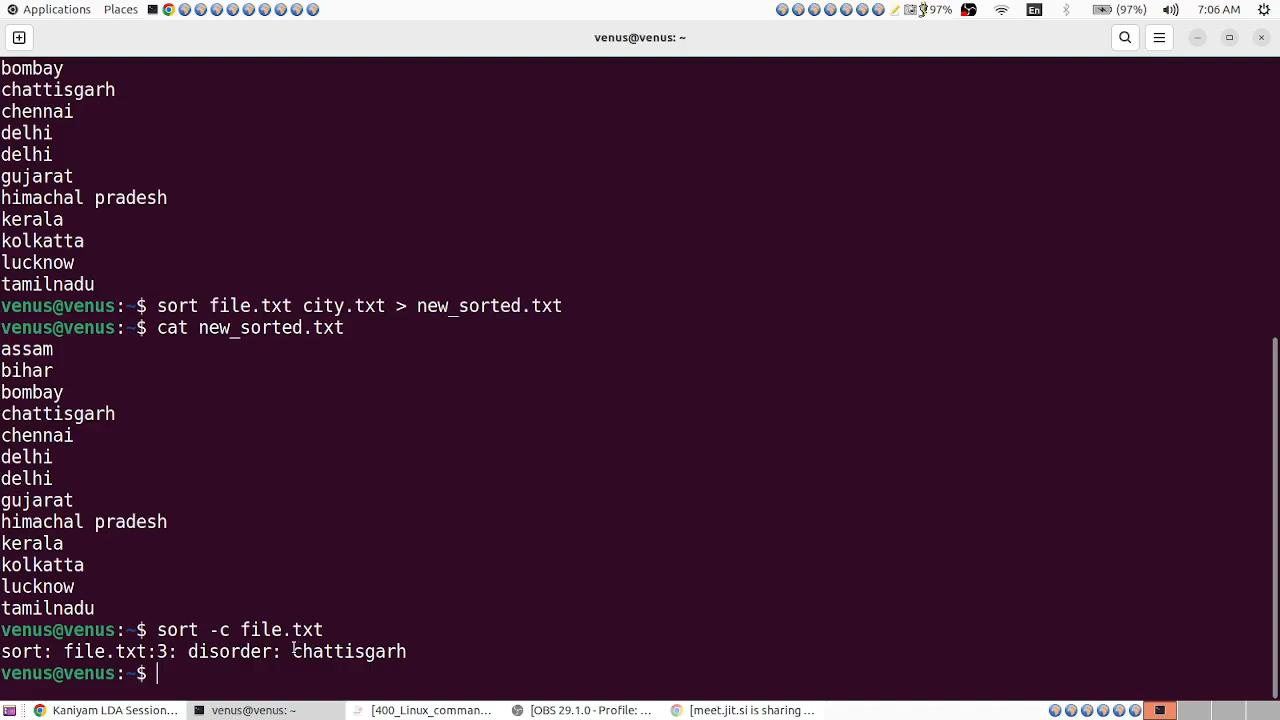 Applications Places 97% En (97%) 7:06 AM
venus@venus: ~
bombay
chattisgarh
chennai
delhi
delhi
gujarat
himachal pradesh
kerala
kolkatta
lucknow
tamilnadu
venus@venus:~$ sort file.txt city.txt > new_sorted.txt
venus@venus:~$ cat new_sorted.txt
assam
bihar
bombay
chattisgarh
chennai
delhi
delhi
gujarat
himachal pradesh
kerala
kolkatta
lucknow
tamilnadu
venus@venus:~$ sort -c file.txt
sort: file.txt:3: disorder: chattisgarh
venus@venus:~$
Kaniyam LDA Session... venus@venus: ~ [400_Linux_comman... [OBS 29.1.0 - Profile: ... [meet.jit.si is sharing ...